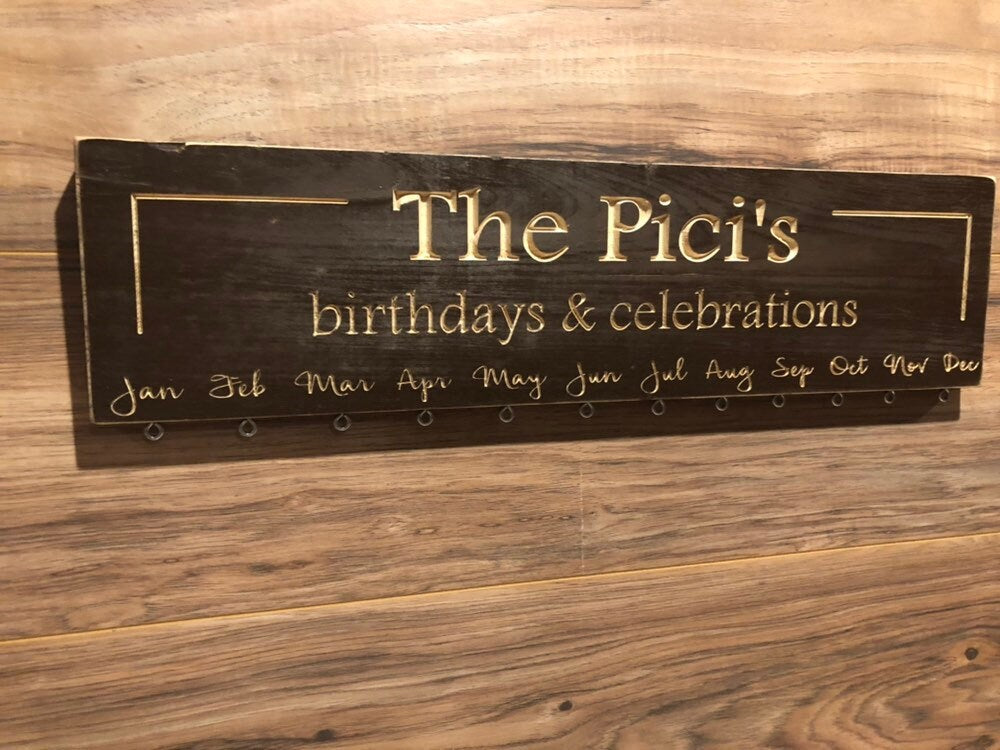 The Pici's
birthdays & celebrations
Jan Feb Mar Apr May Jun Jul Aug Sep Oct Nov Dec